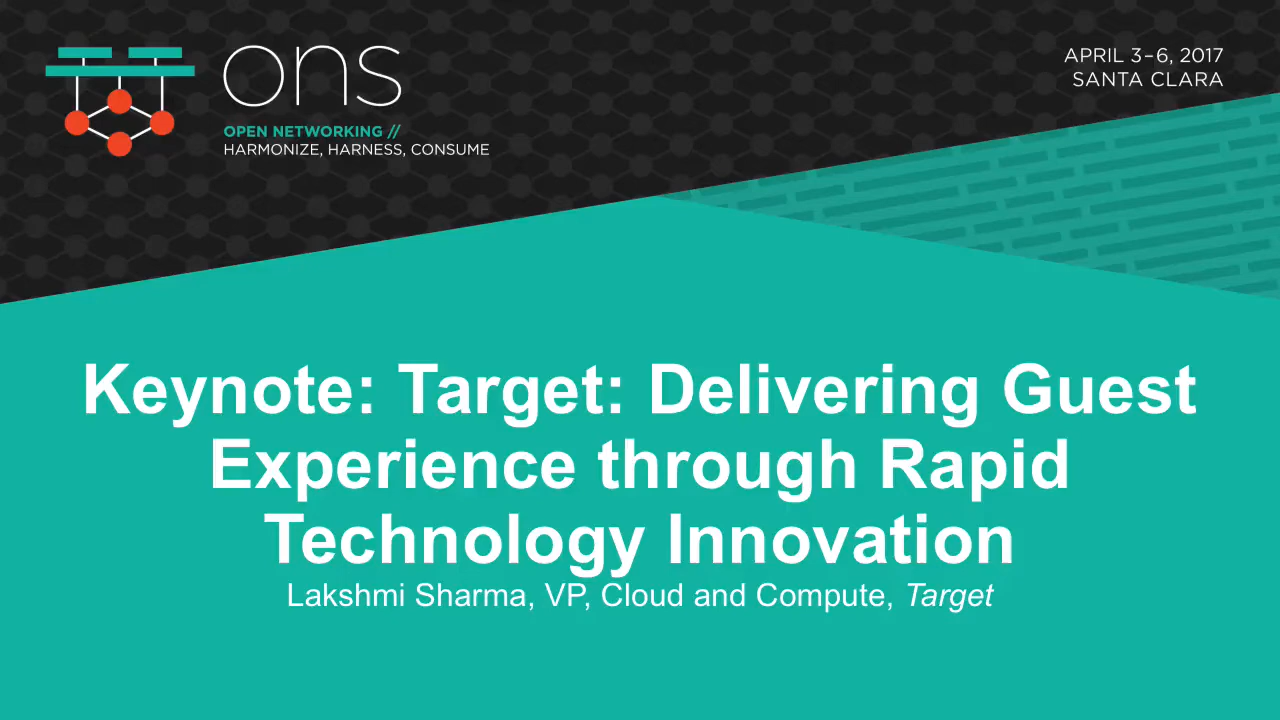 ons
OPEN NETWORKING //
HARMONIZE, HARNESS, CONSUME
APRIL 3–6, 2017
SANTA CLARA
Keynote: Target: Delivering Guest
Experience through Rapid
Technology Innovation
Lakshmi Sharma, VP, Cloud and Compute, Target